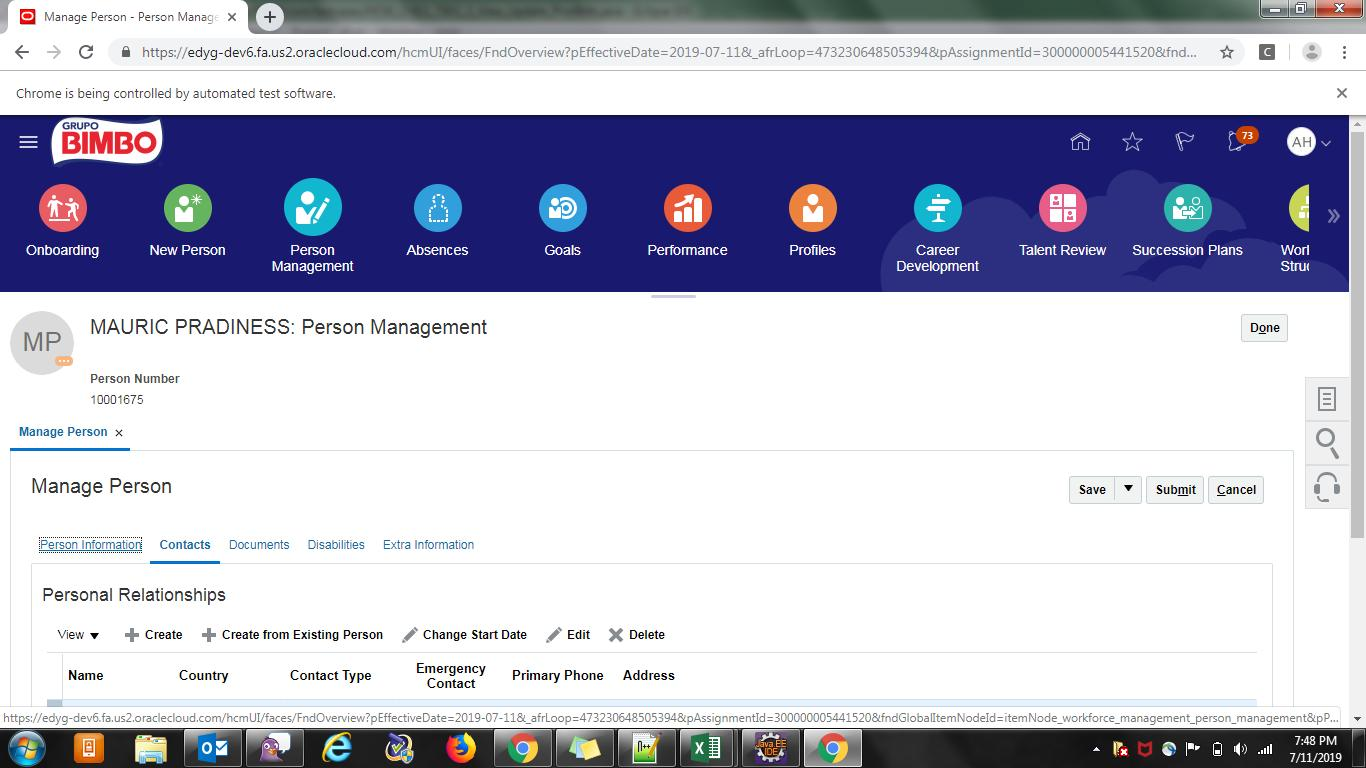 Manage Person - Person Manage
https://edyg-dev6.fa.us2.oraclecloud.com/hcmUI/faces/FndOverview?pEffectiveDate=2019-07-11&_afrLoop=473230648505394&pAssignmentId=300000005441520&fnd...
C
Chrome is being controlled by automated test software.
GRUPO
BIMBO
73
AH
Onboarding
New Person
Person Management
Absences
Goals
Performance
Profiles
Career Development
Talent Review
Succession Plans
Worl
Struc
MP
MAURIC PRADINESS: Person Management
Done
Person Number
10001675
Manage Person
Manage Person
Save
Submit
Cancel
Person Information
Contacts
Documents
Disabilities
Extra Information
Personal Relationships
View
Create
Create from Existing Person
Change Start Date
Edit
Delete
Name
Country
Contact Type
Emergency Contact
Primary Phone
Address
https://edyg-dev6.fa.us2.oraclecloud.com/hcmUI/faces/FndOverview?pEffectiveDate=2019-07-11&_afrLoop=473230648505394&pAssignmentId=300000005441520&fndGlobalItemNodeId=itemNode_workforce_management_person_management&pP...
Java EE
IDE
7:48 PM
7/11/2019